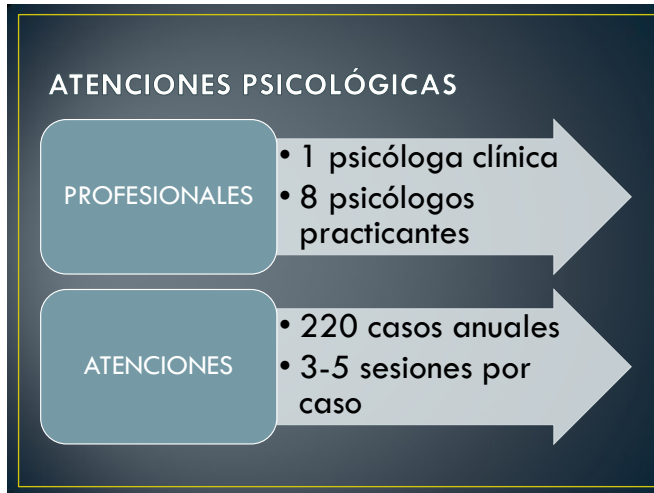 ATENCIONES PSICOLÓGICAS
PROFESIONALES
• 1 psicóloga clínica
• 8 psicólogos
practicantes
ATENCIONES
• 220 casos anuales
• 3-5 sesiones por
caso